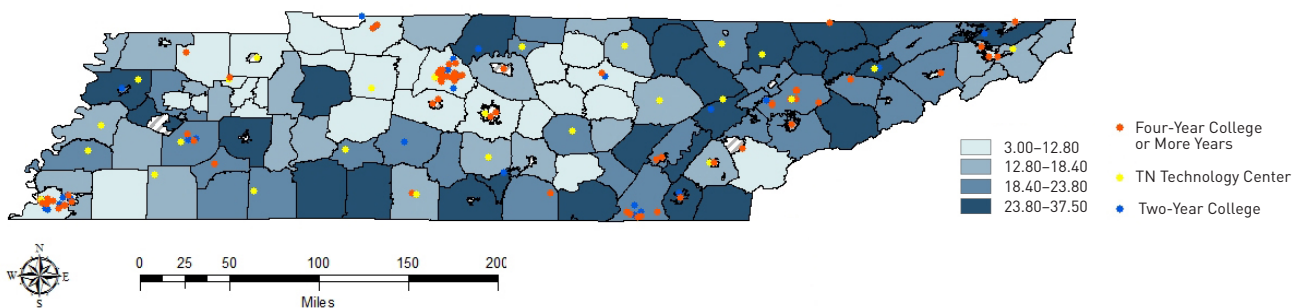 3.00–12.80
12.80–18.40
18.40–23.80
23.80–37.50
Four-Year College
or More Years
TN Technology Center
Two-Year College
N
W E
S
0 25 50 100 150 200
Miles